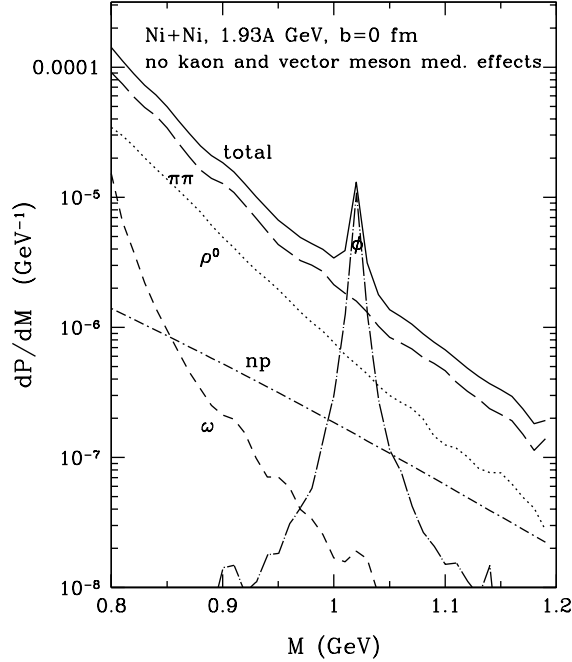 Ni+Ni, 1.93A GeV, b=0 fm
no kaon and vector meson med. effects
0.0001
total
ππ
10⁻⁵
ϕ
ρ⁰
dP/dM (GeV⁻¹)
10⁻⁶
np
ω
10⁻⁷
10⁻⁸
0.8 0.9 1 1.1 1.2
M (GeV)